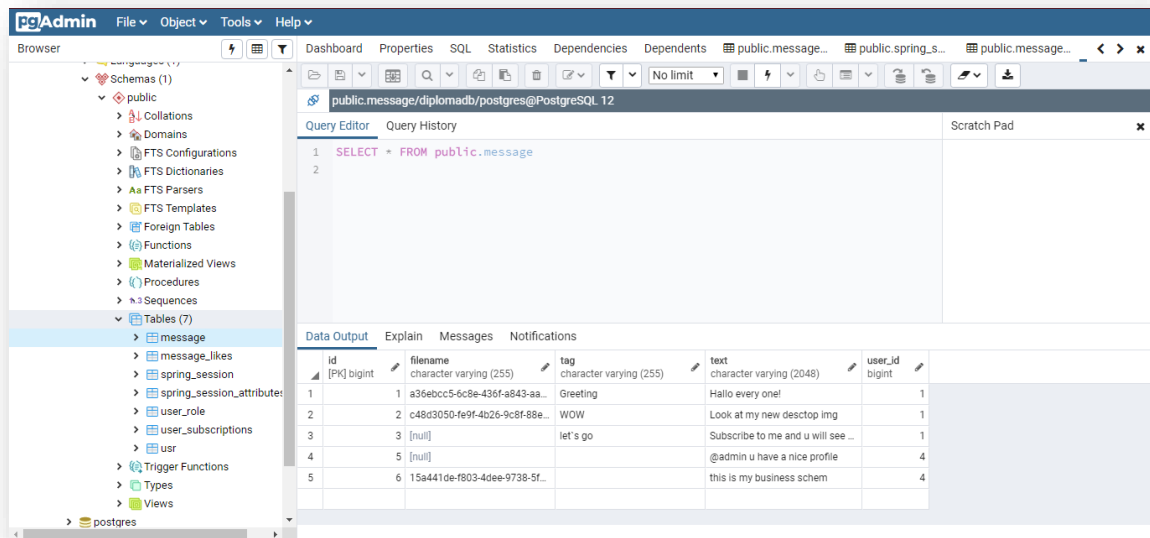 pgAdmin File Object Tools Help
Browser
Dashboard Properties SQL Statistics Dependencies Dependents public.message... public.spring_s... public.message...
No limit
public.message/diplomadb/postgres@PostgreSQL 12
Query Editor Query History
Scratch Pad
1 SELECT * FROM public.message
2
Schemas (1)
public
Collations
Domains
FTS Configurations
FTS Dictionaries
Aa FTS Parsers
FTS Templates
Foreign Tables
Functions
Materialized Views
Procedures
1..3 Sequences
Tables (7)
message
message_likes
spring_session
spring_session_attributes
user_role
user_subscriptions
usr
Trigger Functions
Types
Views
postgres
Data Output Explain Messages Notifications
id filename tag text user_id
[PK] bigint character varying (255) character varying (255) character varying (2048) bigint
1 1 a36ebcc5-6c8e-436f-a843-aa... Greeting Hallo every one! 1
2 2 c48d3050-fe9f-4b26-9c8f-88e... WOW Look at my new desctop img 1
3 3 [null] let`s go Subscribe to me and u will see ... 1
4 5 [null] @admin u have a nice profile 4
5 6 15a441de-f803-4dee-9738-5f... this is my business schem 4